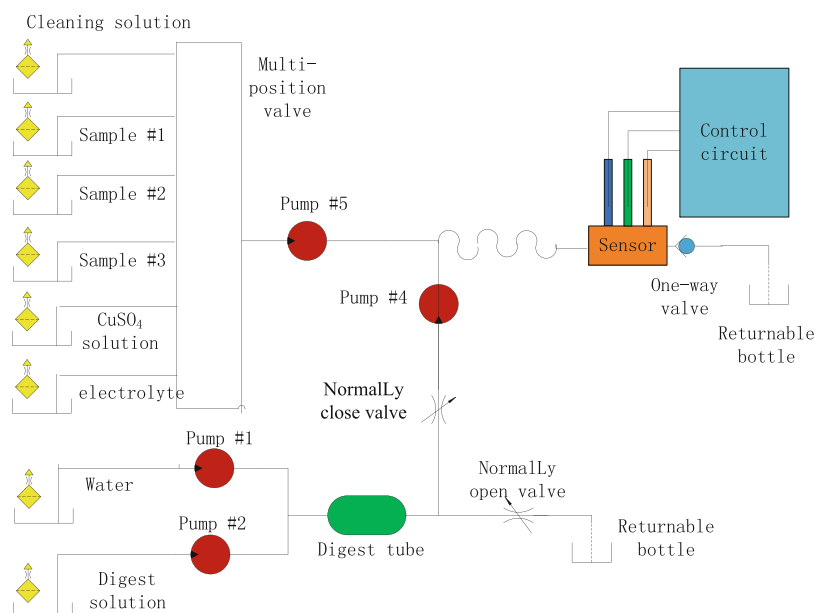 Cleaning solution
Multi-
position
valve
Sample #1
Sample #2
Sample #3
CuSO₄
solution
electrolyte
Pump #5
Pump #4
Control
circuit
Sensor
One-way
valve
Returnable
bottle
NormalLy
close valve
Pump #1
Water
Pump #2
Digest
solution
Digest tube
NormalLy
open valve
Returnable
bottle